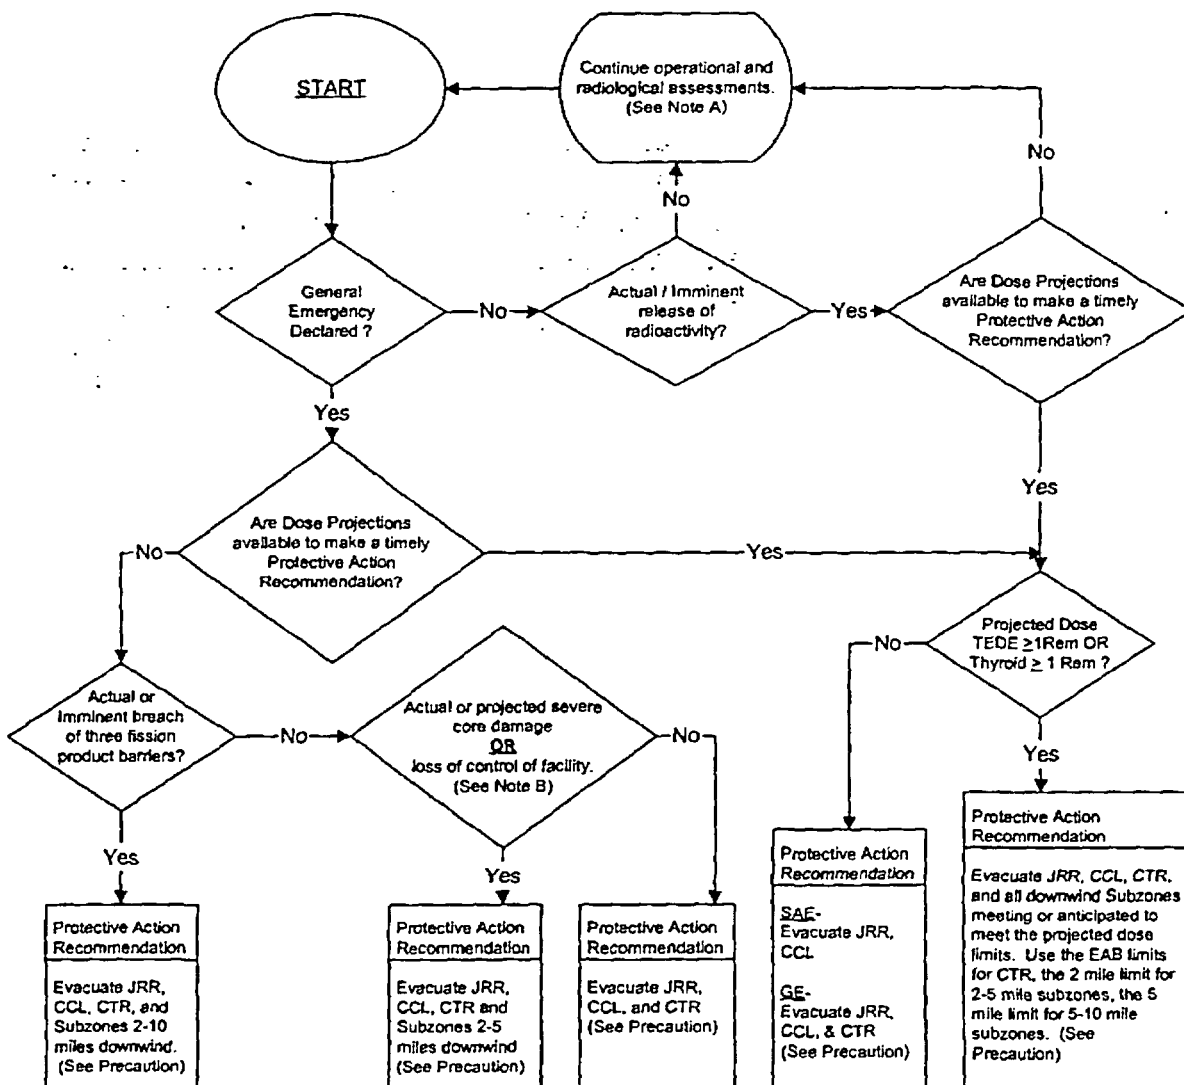 START
Continue operational and
radiological assessments.
(See Note A)
No
No
General
Emergency
Declared ?
No
Actual / Imminent
release of
radioactivity?
Yes
Are Dose Projections
available to make a timely
Protective Action
Recommendation?
Yes
Yes
Are Dose Projections
available to make a timely
Protective Action
Recommendation?
No
Yes
Projected Dose
TEDE ≥1Rem OR
Thyroid ≥ 1 Rem ?
No
Yes
Actual or
Imminent breach
of three fission
product barriers?
No
Actual or projected severe
core damage
OR
loss of control of facility.
(See Note B)
No
Yes
Yes
Protective Action
Recommendation
Evacuate JRR,
CCL, CTR, and
Subzones 2-10
miles downwind.
(See Precaution)
Protective Action
Recommendation
Evacuate JRR,
CCL, CTR and
Subzones 2-5
miles downwind
(See Precaution)
Protective Action
Recommendation
Evacuate JRR,
CCL, and CTR
(See Precaution)
Protective Action
Recommendation
SAE-
Evacuate JRR,
CCL
GE-
Evacuate JRR,
CCL, & CTR
(See Precaution)
Protective Action
Recommendation
Evacuate JRR, CCL, CTR,
and all downwind Subzones
meeting or anticipated to
meet the projected dose
limits. Use the EAB limits
for CTR, the 2 mile limit for
2-5 mile subzones, the 5
mile limit for 5-10 mile
subzones. (See
Precaution)